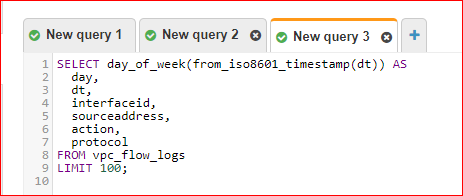 New query 1
New query 2
New query 3
+
1 SELECT day_of_week(from_iso8601_timestamp(dt)) AS
2 day,
3 dt,
4 interfaceid,
5 sourceaddress,
6 action,
7 protocol
8 FROM vpc_flow_logs
9 LIMIT 100;
10